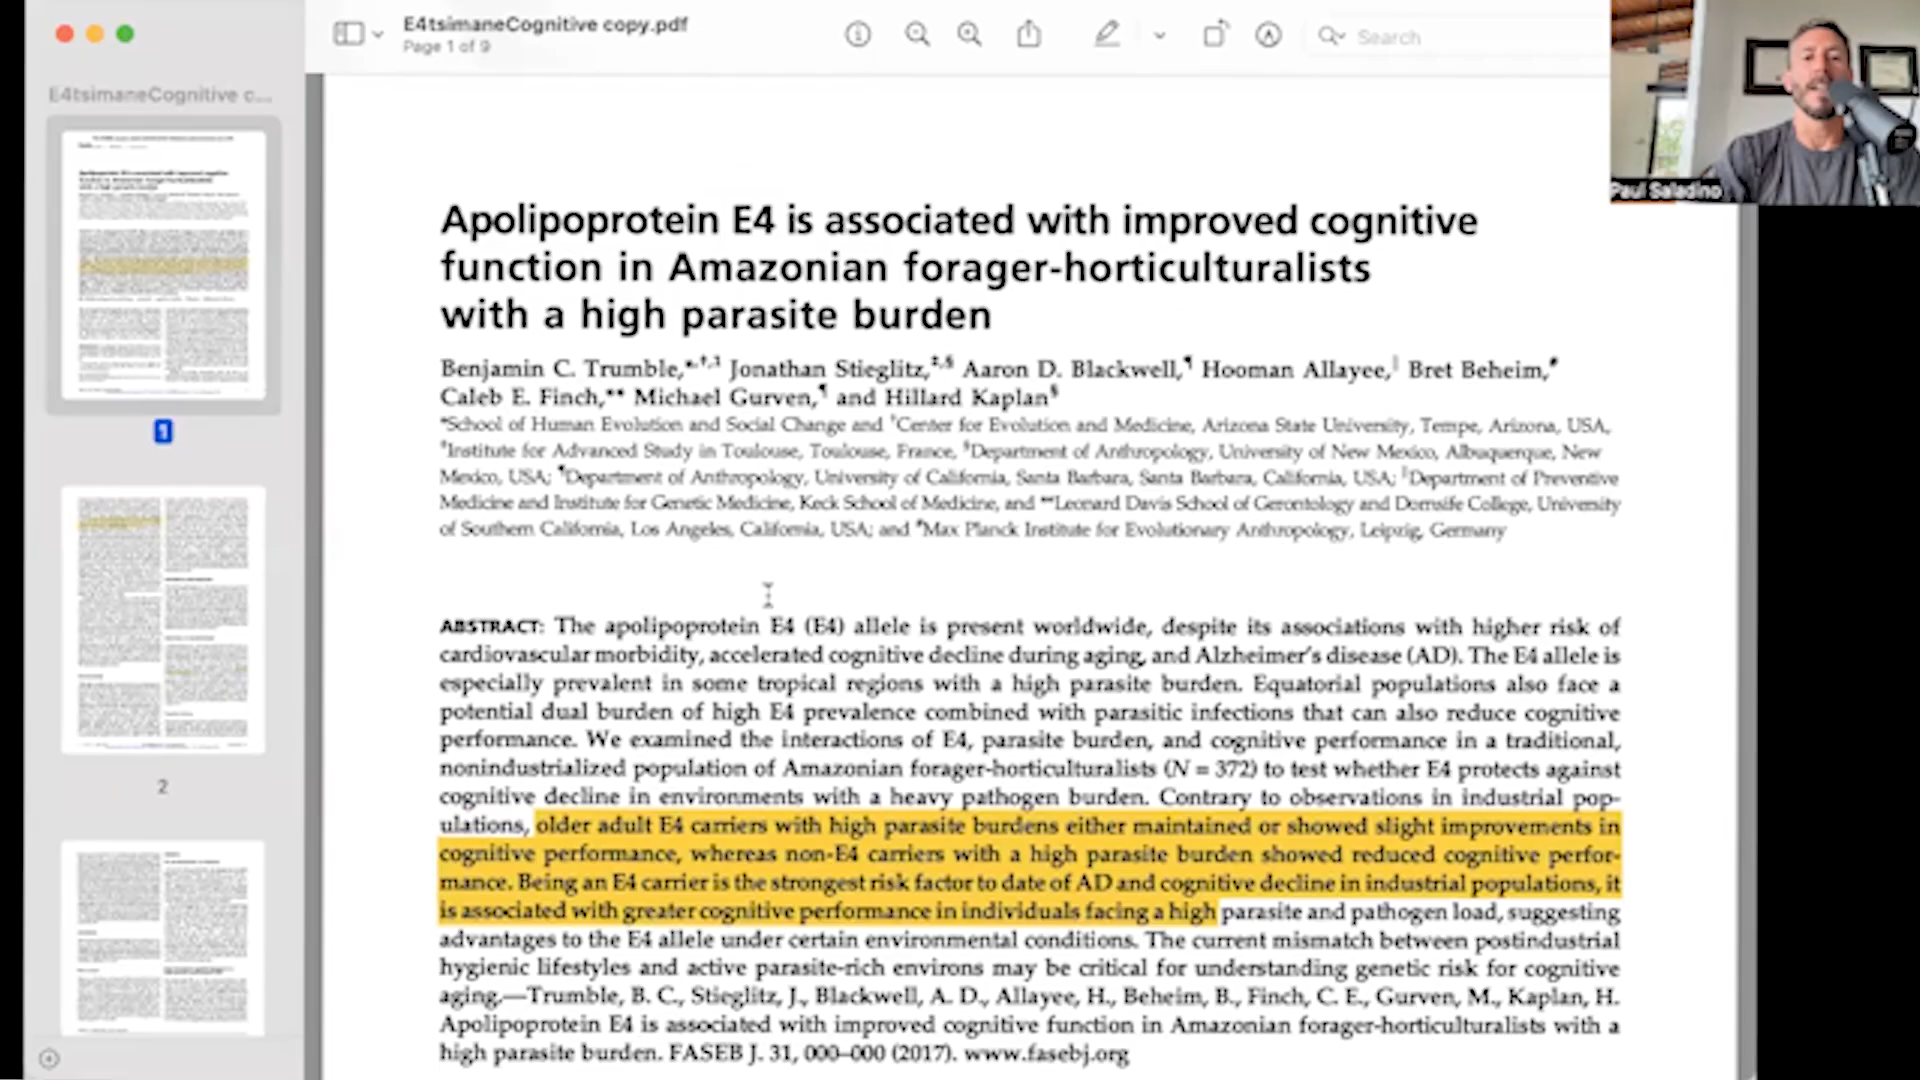 E4tsimaneCognitive copy.pdf
Page 1 of 9
Search
Paul Saladino
E4tsimaneCognitive c...
1
2
Apolipoprotein E4 is associated with improved cognitive
function in Amazonian forager-horticulturalists
with a high parasite burden
Benjamin C. Trumble,*,†,1 Jonathan Stieglitz,‡,§ Aaron D. Blackwell,¶ Hooman Allayee,‖ Bret Beheim,#
Caleb E. Finch,** Michael Gurven,¶ and Hillard Kaplan§
*School of Human Evolution and Social Change and †Center for Evolution and Medicine, Arizona State University, Tempe, Arizona, USA,
‡Institute for Advanced Study in Toulouse, Toulouse, France, §Department of Anthropology, University of New Mexico, Albuquerque, New
Mexico, USA; ¶Department of Anthropology, University of California, Santa Barbara, Santa Barbara, California, USA; ‖Department of Preventive
Medicine and Institute for Genetic Medicine, Keck School of Medicine, and **Leonard Davis School of Gerontology and Dornsife College, University
of Southern California, Los Angeles, California, USA; and #Max Planck Institute for Evolutionary Anthropology, Leipzig, Germany
ABSTRACT: The apolipoprotein E4 (E4) allele is present worldwide, despite its associations with higher risk of
cardiovascular morbidity, accelerated cognitive decline during aging, and Alzheimer's disease (AD). The E4 allele is
especially prevalent in some tropical regions with a high parasite burden. Equatorial populations also face a
potential dual burden of high E4 prevalence combined with parasitic infections that can also reduce cognitive
performance. We examined the interactions of E4, parasite burden, and cognitive performance in a traditional,
nonindustrialized population of Amazonian forager-horticulturalists (N = 372) to test whether E4 protects against
cognitive decline in environments with a heavy pathogen burden. Contrary to observations in industrial pop-
ulations, older adult E4 carriers with high parasite burdens either maintained or showed slight improvements in
cognitive performance, whereas non-E4 carriers with a high parasite burden showed reduced cognitive perfor-
mance. Being an E4 carrier is the strongest risk factor to date of AD and cognitive decline in industrial populations, it
is associated with greater cognitive performance in individuals facing a high parasite and pathogen load, suggesting
advantages to the E4 allele under certain environmental conditions. The current mismatch between postindustrial
hygienic lifestyles and active parasite-rich environs may be critical for understanding genetic risk for cognitive
aging.—Trumble, B. C., Stieglitz, J., Blackwell, A. D., Allayee, H., Beheim, B., Finch, C. E., Gurven, M., Kaplan, H.
Apolipoprotein E4 is associated with improved cognitive function in Amazonian forager-horticulturalists with a
high parasite burden. FASEB J. 31, 000–000 (2017). www.fasebj.org